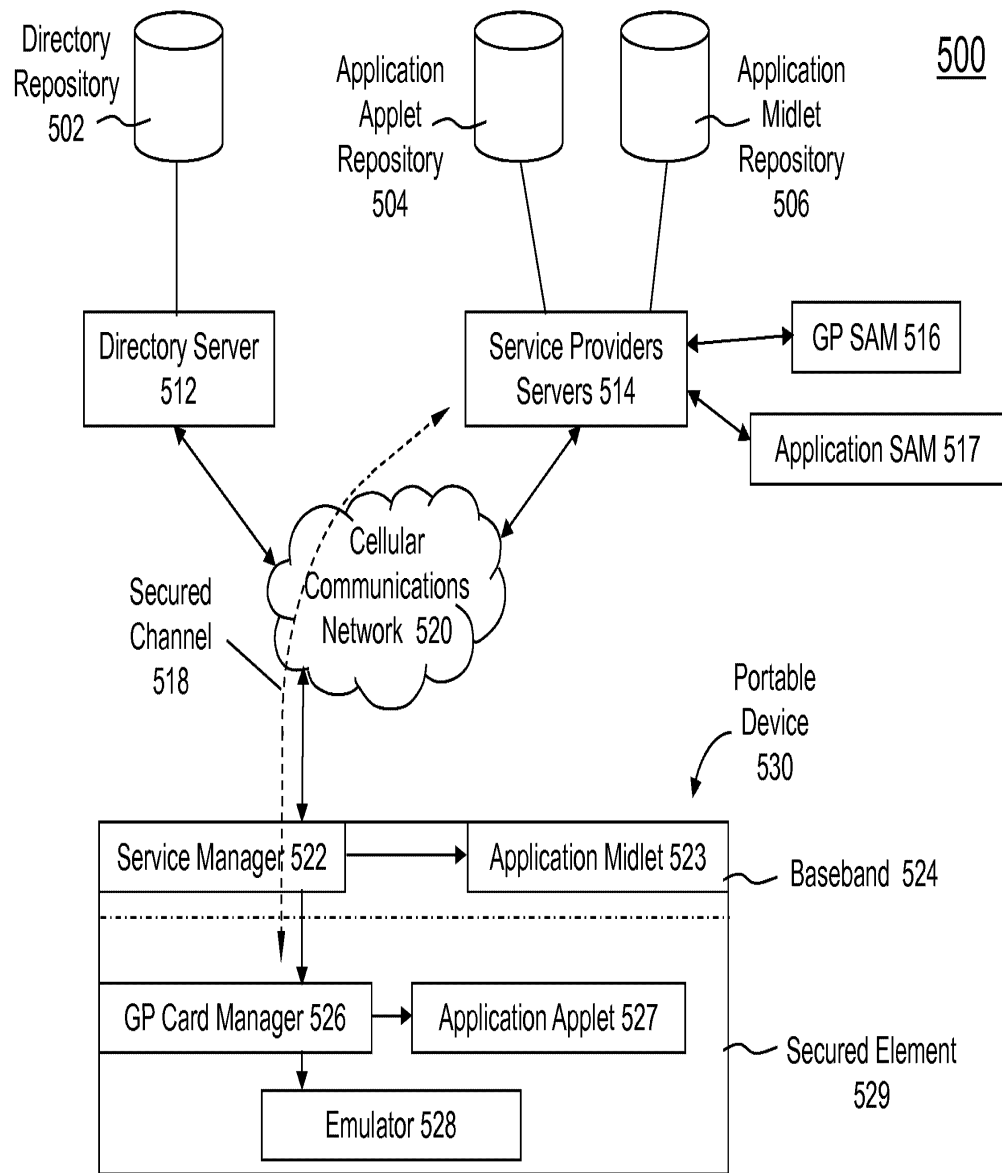 500
Directory
Repository
502
Application
Applet
Repository
504
Application
Midlet
Repository
506
Directory Server
512
Service Providers
Servers 514
GP SAM 516
Application SAM 517
Cellular
Communications
Network 520
Secured
Channel
518
Portable
Device
530
Service Manager 522
Application Midlet 523
Baseband 524
GP Card Manager 526
Application Applet 527
Secured Element
529
Emulator 528